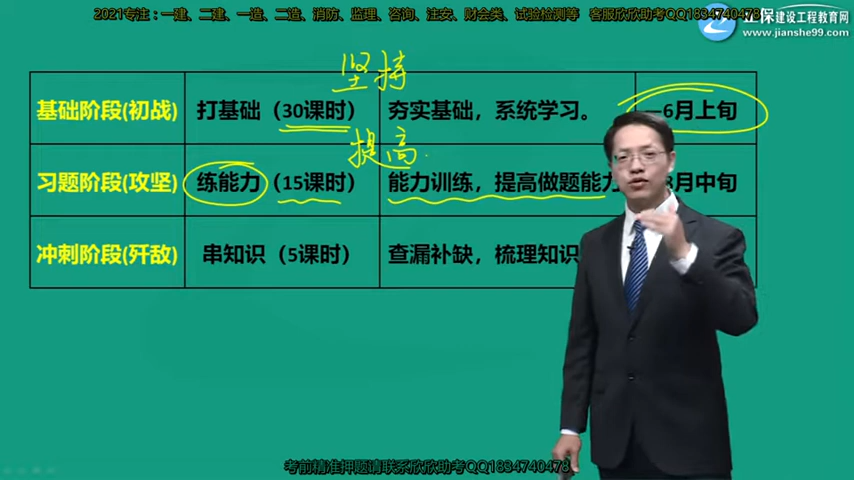 2021专注：一建、二建、一造、二造、消防、监理、咨询、注安、财会类、试验检测等 客服欣欣助考QQ1834740478
建设工程教育网
www.jianshe99.com
坚持
基础阶段(初战) 打基础（30课时） 夯实基础，系统学习。 —6月上旬
提高
习题阶段(攻坚) 练能力（15课时） 能力训练，提高做题能力 8月中旬
冲刺阶段(歼敌) 串知识（5课时） 查漏补缺，梳理知识
考前精准押题请联系欣欣助考QQ1834740478